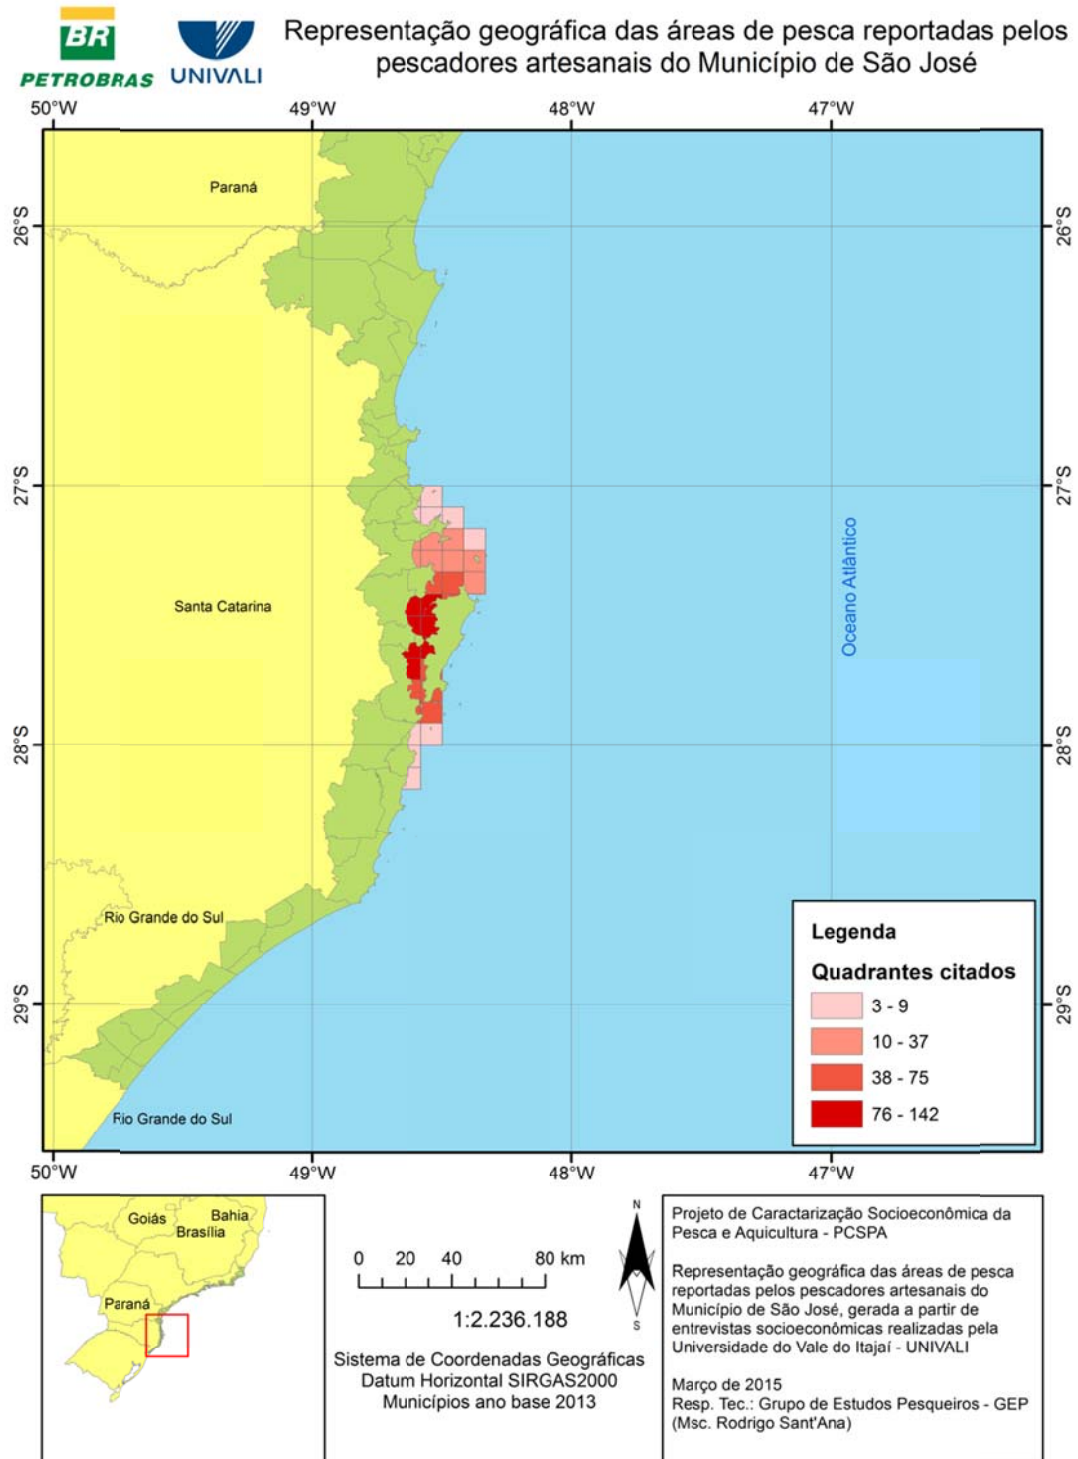 BR
PETROBRAS
UNIVALI
Representação geográfica das áreas de pesca reportadas pelos
pescadores artesanais do Município de São José
50°W 49°W 48°W 47°W
Paraná
26°S 26°S
27°S 27°S
Santa Catarina
Oceano Atlântico
28°S 28°S
Rio Grande do Sul
29°S 29°S
Rio Grande do Sul
Legenda
Quadrantes citados
3 - 9
10 - 37
38 - 75
76 - 142
50°W 49°W 48°W 47°W
Goiás
Bahia
Brasília
Paraná
0 20 40 80 km
1:2.236.188
Sistema de Coordenadas Geográficas
Datum Horizontal SIRGAS2000
Municípios ano base 2013
N
S
Projeto de Caractarização Socioeconômica da
Pesca e Aquicultura - PCSPA
Representação geográfica das áreas de pesca
reportadas pelos pescadores artesanais do
Município de São José, gerada a partir de
entrevistas socioeconômicas realizadas pela
Universidade do Vale do Itajaí - UNIVALI
Março de 2015
Resp. Tec.: Grupo de Estudos Pesqueiros - GEP
(Msc. Rodrigo Sant'Ana)